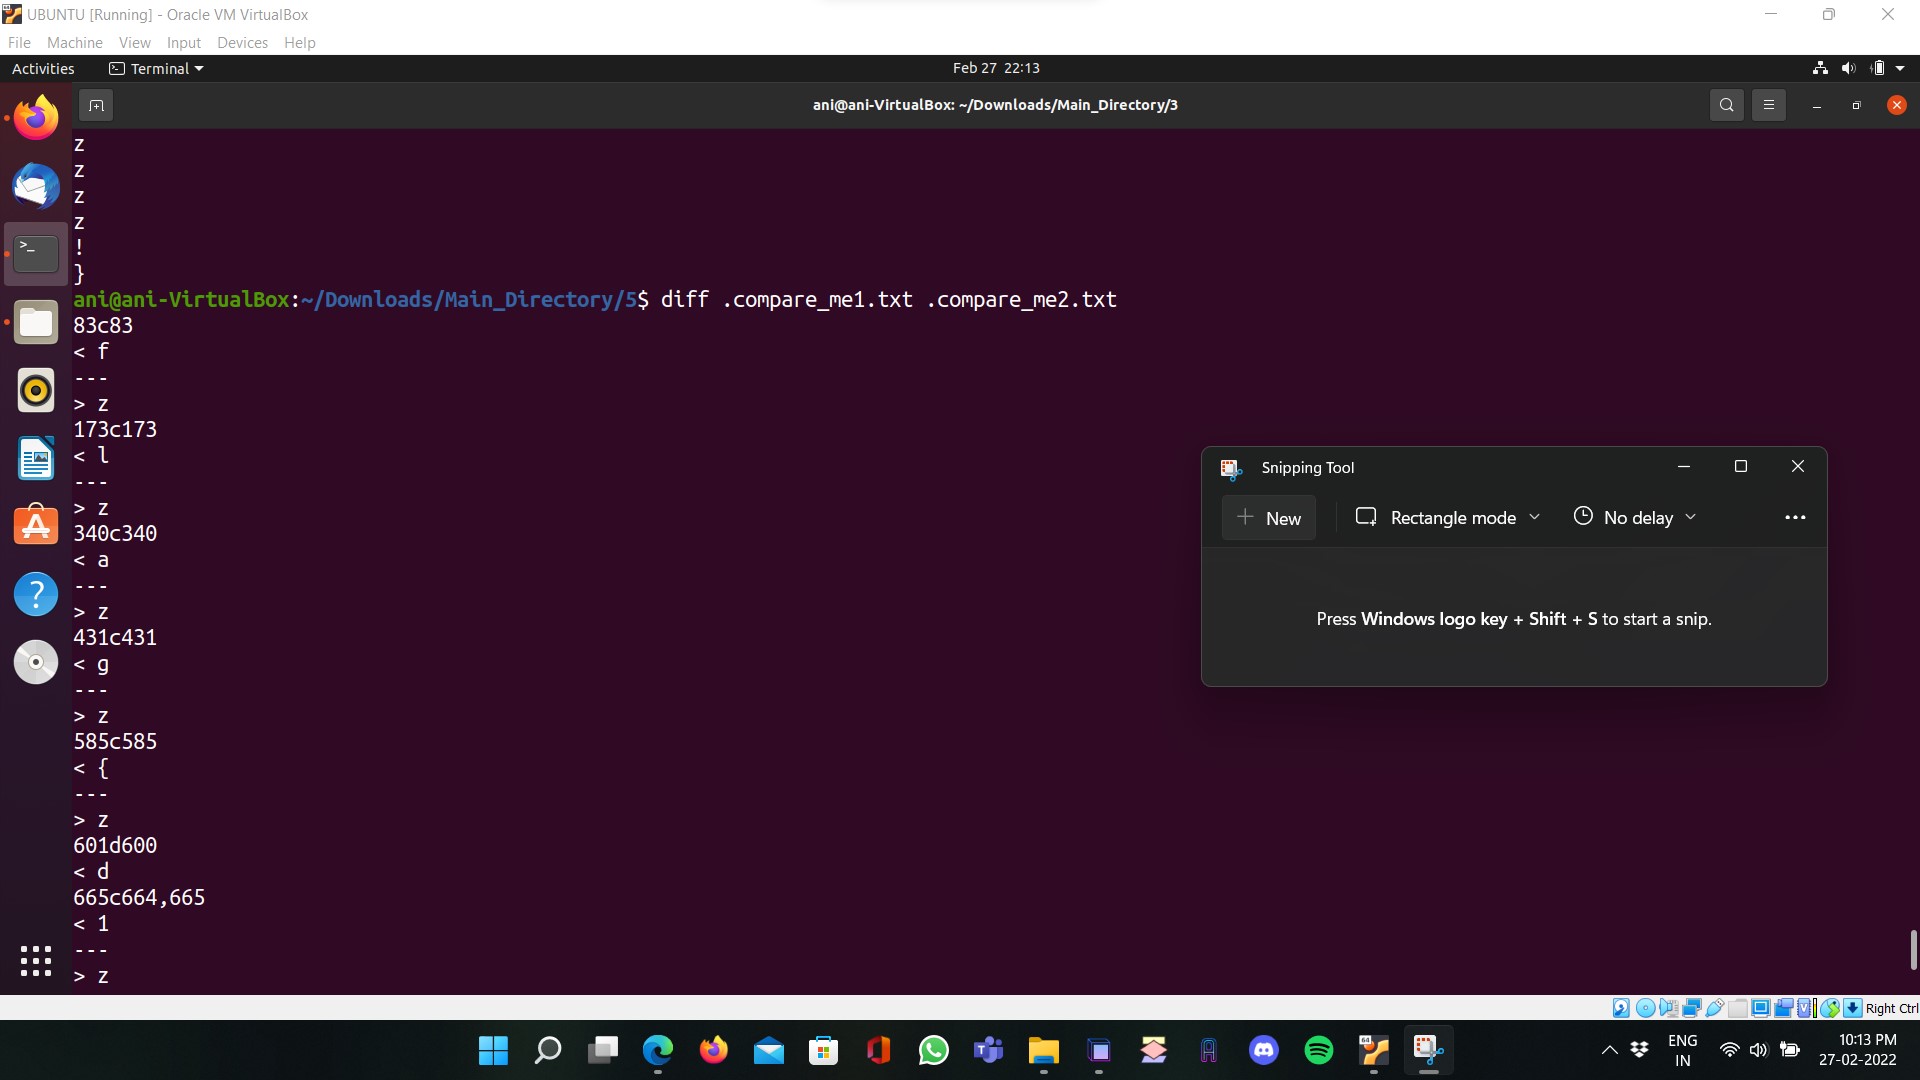 UBUNTU [Running] - Oracle VM VirtualBox
File Machine View Input Devices Help
Activities Terminal Feb 27 22:13
ani@ani-VirtualBox: ~/Downloads/Main_Directory/3
z
z
z
z
!
}
ani@ani-VirtualBox:~/Downloads/Main_Directory/5$ diff .compare_me1.txt .compare_me2.txt
83c83
< f
---
> z
173c173
< l
---
> z
340c340
< a
---
> z
431c431
< g
---
> z
585c585
< {
---
> z
601d600
< d
665c664,665
< 1
---
> z
Snipping Tool
New Rectangle mode No delay
Press Windows logo key + Shift + S to start a snip.
Right Ctrl
ENG
IN
10:13 PM
27-02-2022